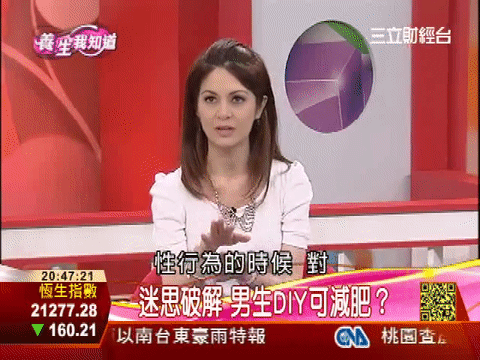 養生我知道
三立財經台
性行為的時候 對
20:47:21
恆生指數
21277.28
▼160.21
迷思破解 男生DIY可減肥？
以南台東豪雨特報
CNA 桃園查